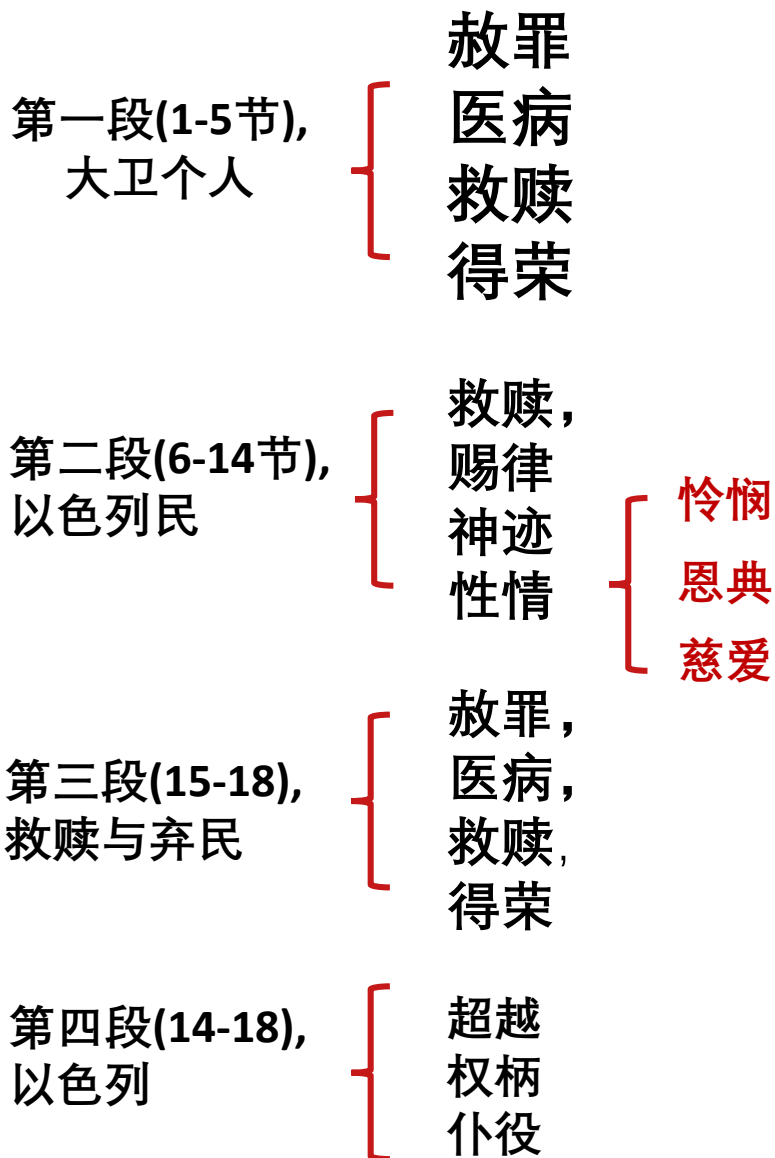 第一段(1-5节),
大卫个人
赦罪
医病
救赎
得荣
第二段(6-14节),
以色列民
救赎，
赐律
神迹
性情
怜悯
恩典
慈爱
第三段(15-18),
救赎与弃民
赦罪，
医病，
救赎,
得荣
第四段(14-18),
以色列
超越
权柄
仆役